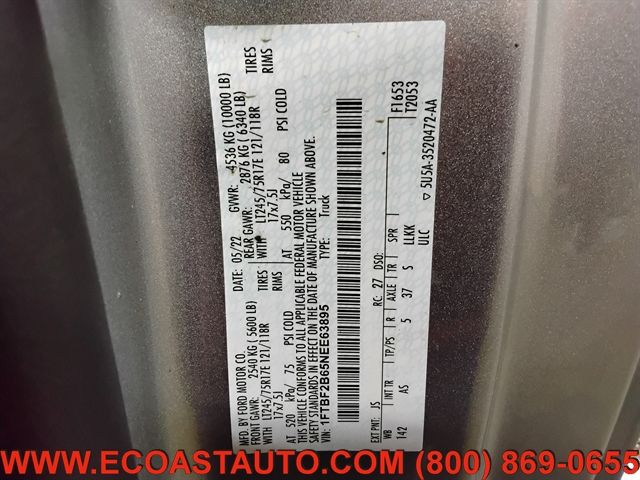 MFD. BY FORD MOTOR CO.
DATE: 05/22 GVWR: 4536 KG (10000 LB)
FRONT GAWR: 2540 KG ( 5600 LB) REAR GAWR: 2876 KG ( 6340 LB)
WITH LT245/75R17E 121/118R TIRES WITH LT245/75R17E 121/118R TIRES
17x7.5J RIMS 17x7.5J RIMS
AT 520 kPa/ 75 PSI COLD AT 550 kPa/ 80 PSI COLD
THIS VEHICLE CONFORMS TO ALL APPLICABLE FEDERAL MOTOR VEHICLE
SAFETY STANDARDS IN EFFECT ON THE DATE OF MANUFACTURE SHOWN ABOVE.
VIN: 1FTBF2B65NEE63895 TYPE: Truck
F1653
T2053
EXT PNT: JS RC: 27 DSO:
WB INT TR TP/PS R AXLE TR SPR
142 AS 5 37 S LLKK
ULC
▽ 5U5A-3520472-AA
WWW.ECOASTAUTO.COM (800) 869-0655